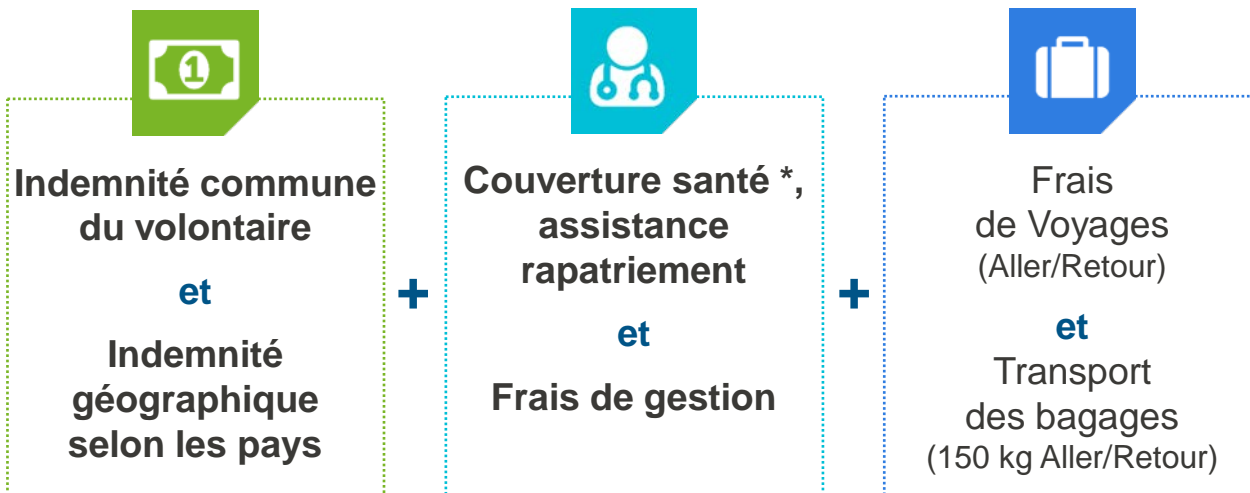 1
Indemnité commune
du volontaire
et
Indemnité
géographique
selon les pays
+
Couverture santé *,
assistance
rapatriement
et
Frais de gestion
+
Frais
de Voyages
(Aller/Retour)
et
Transport
des bagages
(150 kg Aller/Retour)